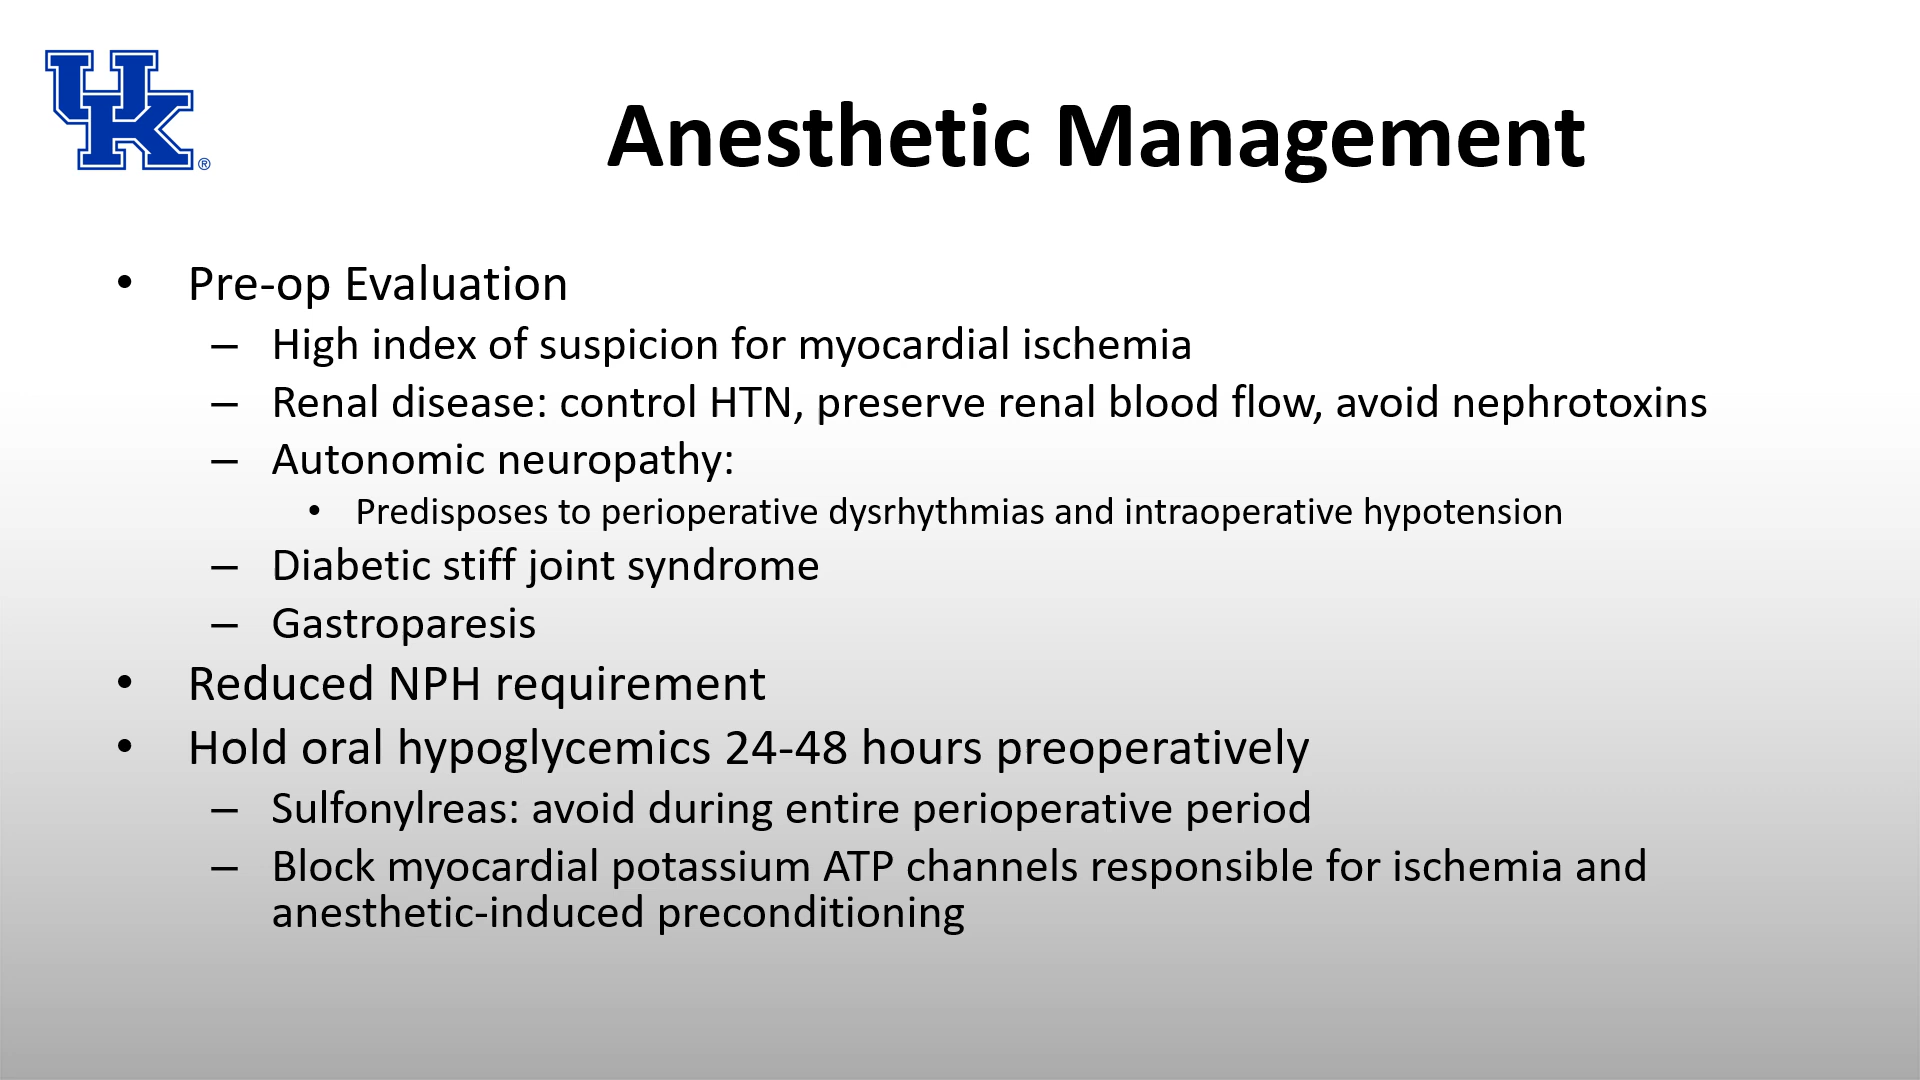 UK®
Anesthetic Management
• Pre-op Evaluation
– High index of suspicion for myocardial ischemia
– Renal disease: control HTN, preserve renal blood flow, avoid nephrotoxins
– Autonomic neuropathy:
• Predisposes to perioperative dysrhythmias and intraoperative hypotension
– Diabetic stiff joint syndrome
– Gastroparesis
• Reduced NPH requirement
• Hold oral hypoglycemics 24-48 hours preoperatively
– Sulfonylreas: avoid during entire perioperative period
– Block myocardial potassium ATP channels responsible for ischemia and
anesthetic-induced preconditioning